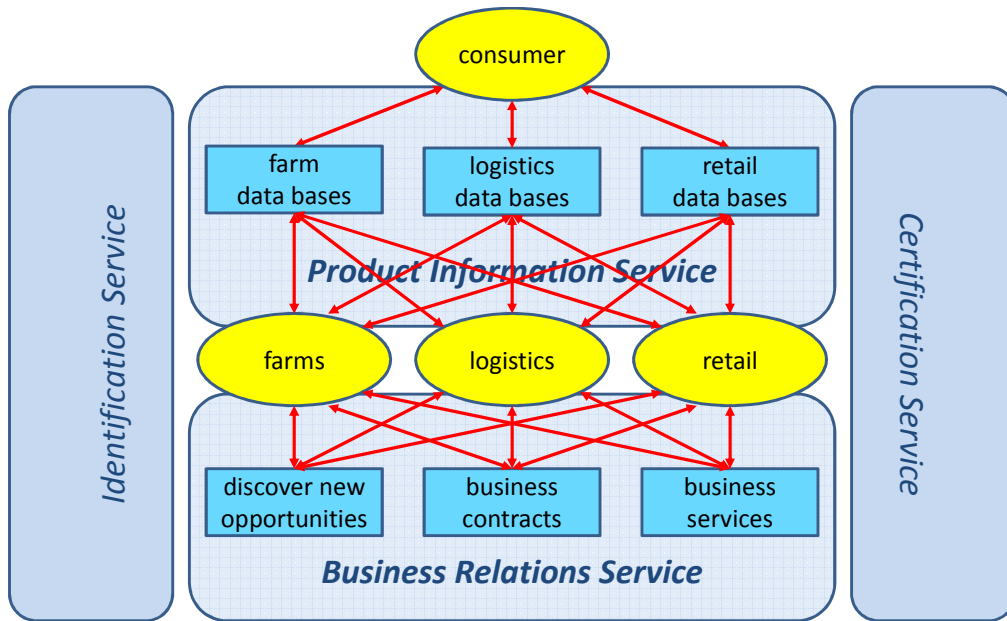 consumer
farm
data bases
logistics
data bases
retail
data bases
Product Information Service
Identification Service
Certification Service
farms
logistics
retail
discover new
opportunities
business
contracts
business
services
Business Relations Service